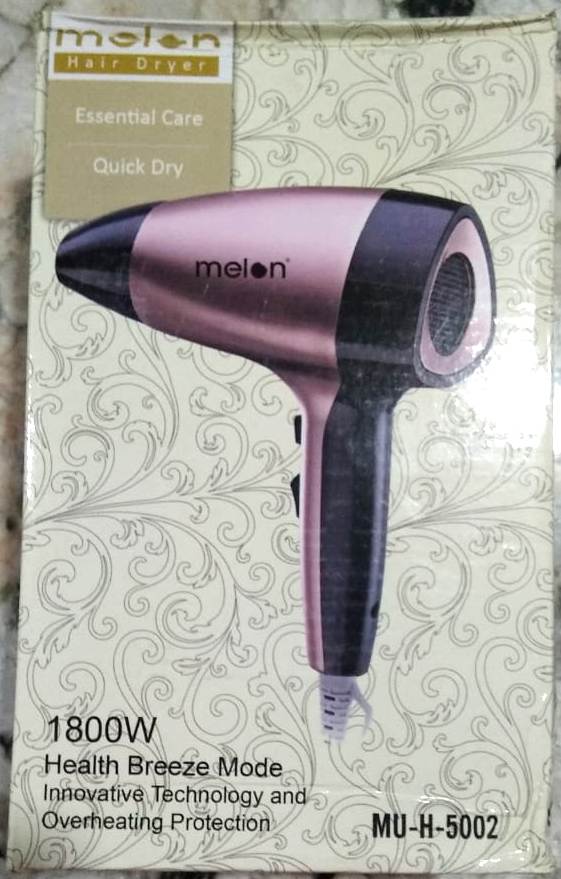 melon
Hair Dryer
Essential Care
Quick Dry
melon®
1800W
Health Breeze Mode
Innovative Technology and
Overheating Protection
MU-H-5002